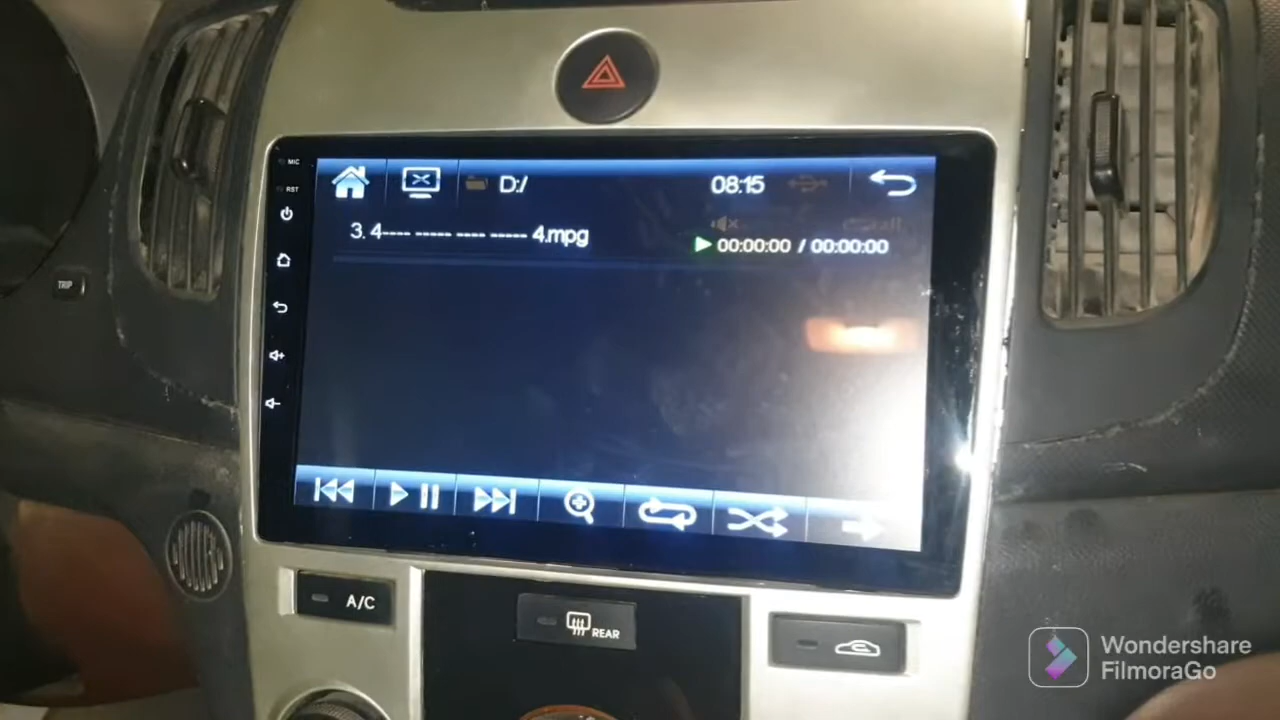 MIC
RST
D:/
08:15
3. 4---- ----- ---- ----- 4.mpg
00:00:00 / 00:00:00
TRIP
A/C
REAR
Wondershare
FilmoraGo